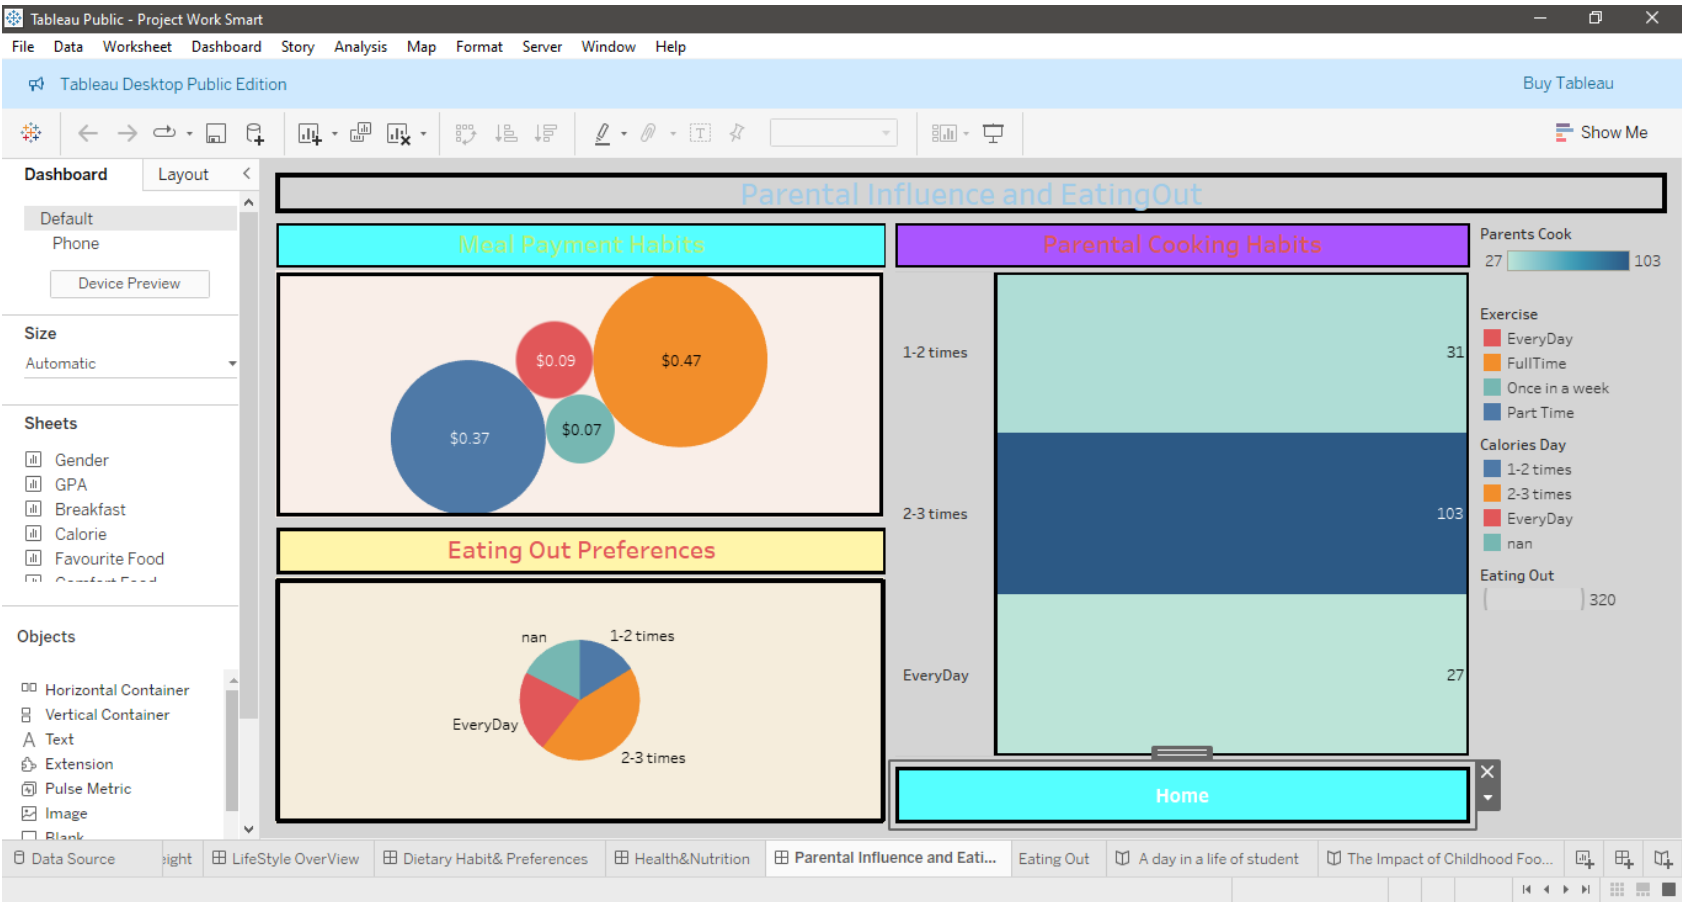 Tableau Public - Project Work Smart
File Data Worksheet Dashboard Story Analysis Map Format Server Window Help
Tableau Desktop Public Edition
Buy Tableau
Show Me
Dashboard Layout
Default
Phone
Device Preview
Size
Automatic
Sheets
Gender
GPA
Breakfast
Calorie
Favourite Food
Comfort Food
Objects
Horizontal Container
Vertical Container
Text
Extension
Pulse Metric
Image
Blank
Parental Influence and EatingOut
Meal Payment Habits
$0.09
$0.47
$0.37
$0.07
Eating Out Preferences
nan
1-2 times
EveryDay
2-3 times
Parental Cooking Habits
1-2 times
31
2-3 times
103
EveryDay
27
Home
Parents Cook
27 103
Exercise
EveryDay
FullTime
Once in a week
Part Time
Calories Day
1-2 times
2-3 times
EveryDay
nan
Eating Out
320
Data Source eight LifeStyle OverView Dietary Habit& Preferences Health&Nutrition Parental Influence and Eati... Eating Out A day in a life of student The Impact of Childhood Foo...